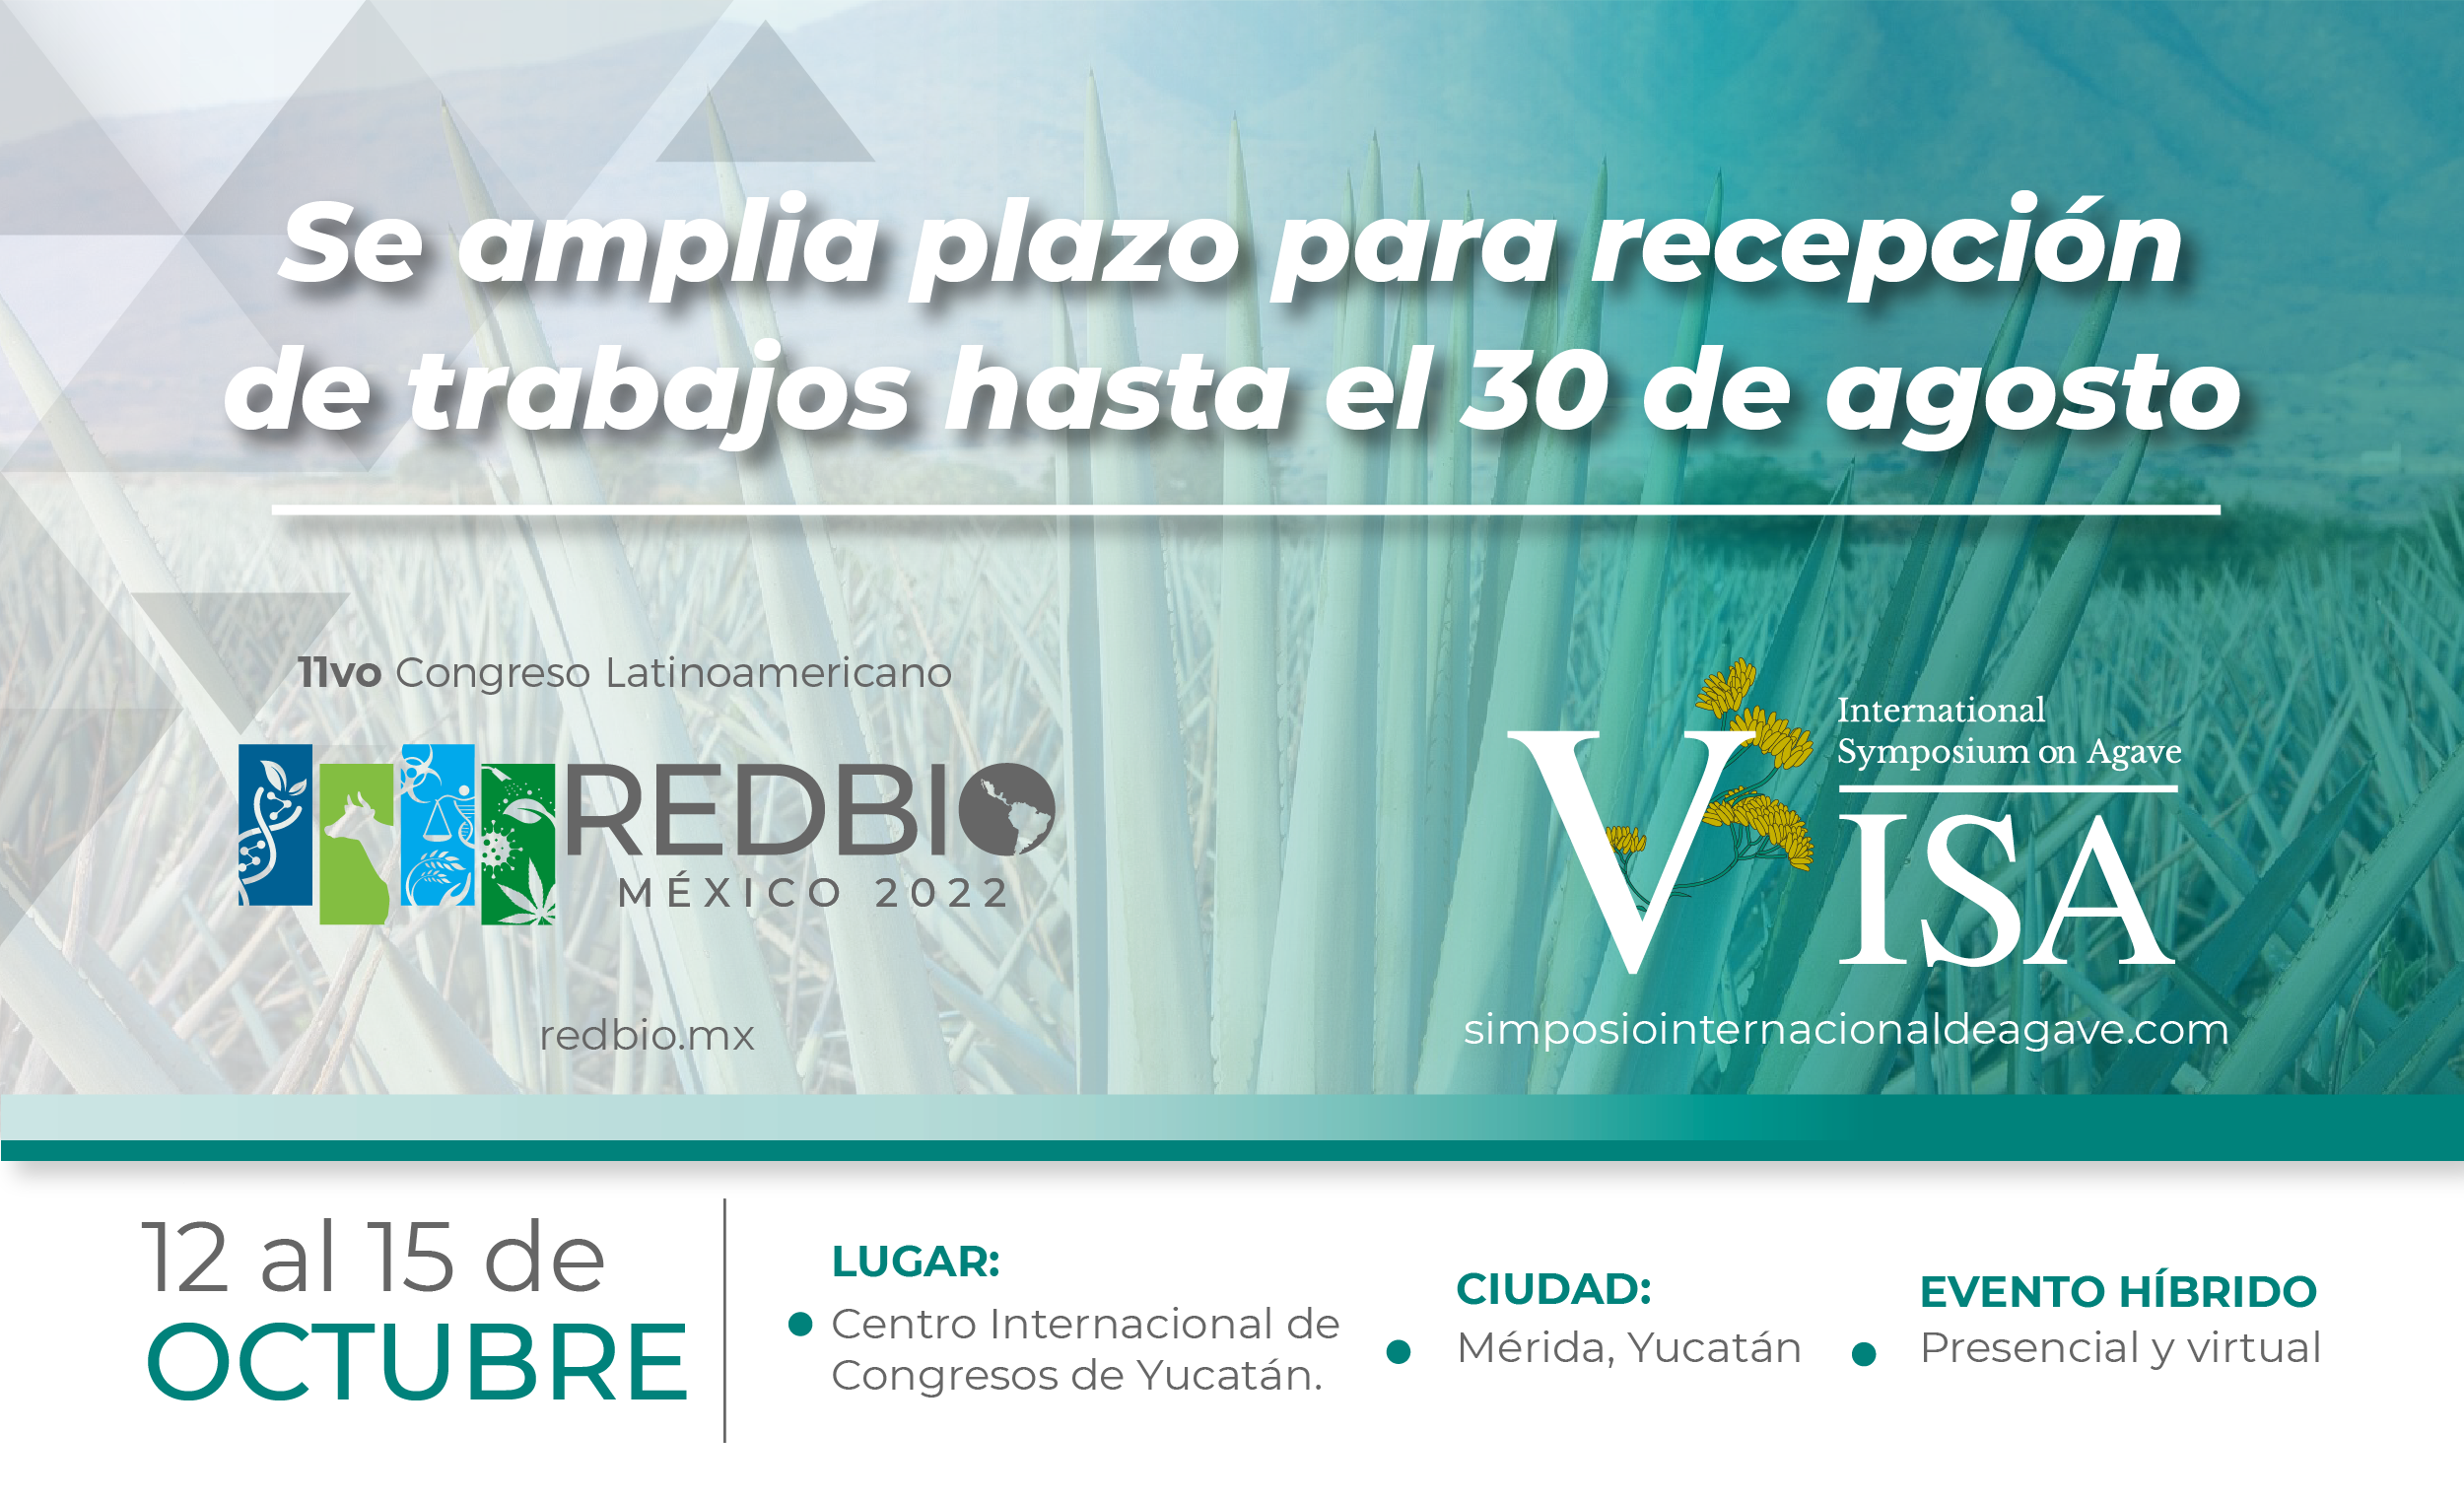 Se amplia plazo para recepción
de trabajos hasta el 30 de agosto
11vo Congreso Latinoamericano
REDBIO
MÉXICO 2022
redbio.mx
V
International
Symposium on Agave
ISA
simposiointernacionaldeagave.com
12 al 15 de
OCTUBRE
LUGAR:
Centro Internacional de
Congresos de Yucatán.
CIUDAD:
Mérida, Yucatán
EVENTO HÍBRIDO
Presencial y virtual